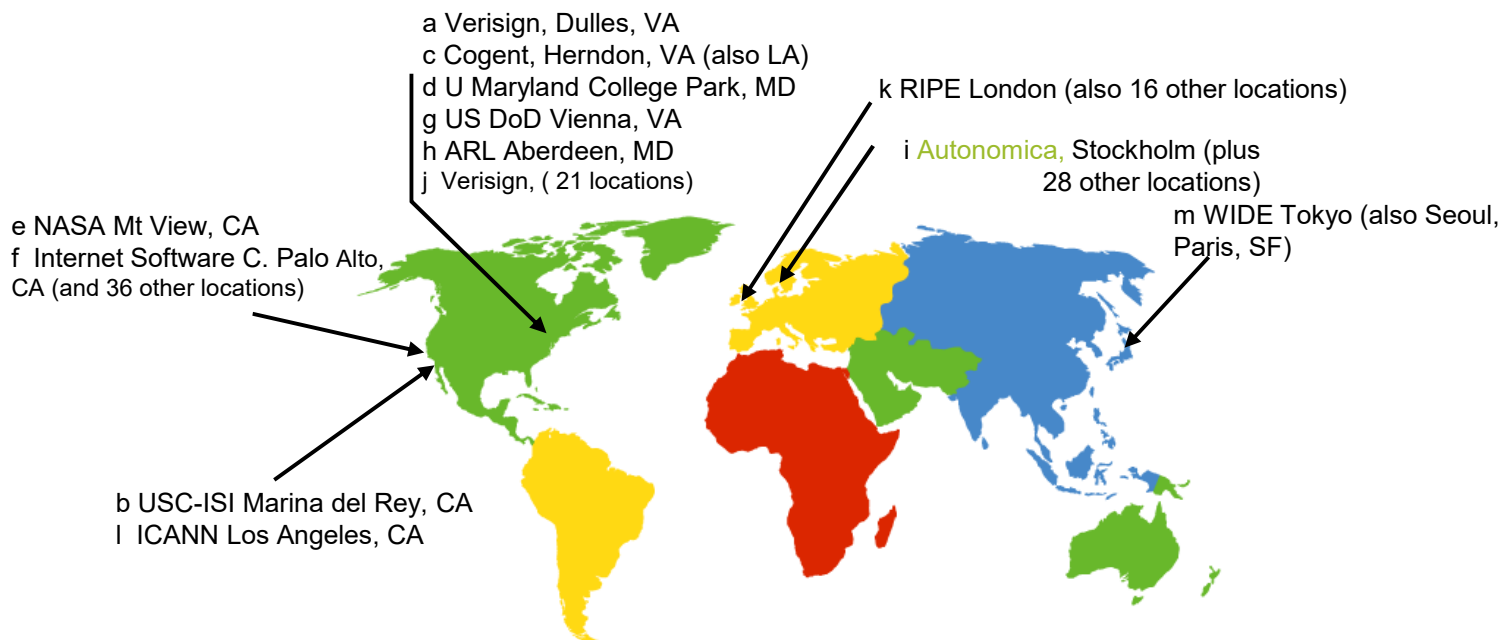 a Verisign, Dulles, VA
c Cogent, Herndon, VA (also LA)
d U Maryland College Park, MD
g US DoD Vienna, VA
h ARL Aberdeen, MD
j Verisign, ( 21 locations)
k RIPE London (also 16 other locations)
i Autonomica, Stockholm (plus
28 other locations)
m WIDE Tokyo (also Seoul,
Paris, SF)
e NASA Mt View, CA
f Internet Software C. Palo Alto,
CA (and 36 other locations)
b USC-ISI Marina del Rey, CA
l ICANN Los Angeles, CA